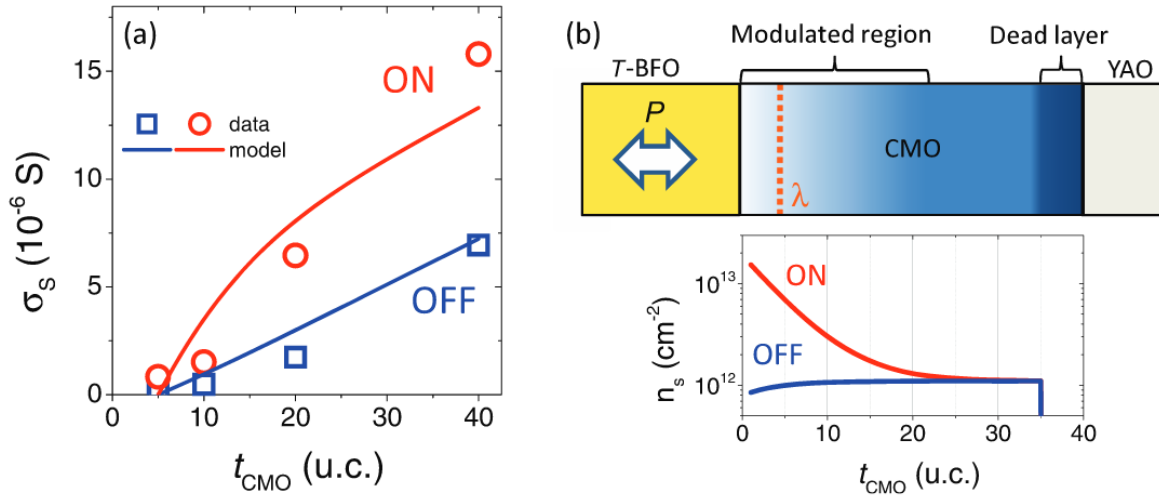 (a)
ON
OFF
data
model
σS (10-6 S)
15
10
5
0
0 10 20 30 40
tCMO (u.c.)
(b)
Modulated region
Dead layer
T-BFO
YAO
P
CMO
λ
ON
OFF
ns (cm-2)
1013
1012
0 10 20 30 40
tCMO (u.c.)